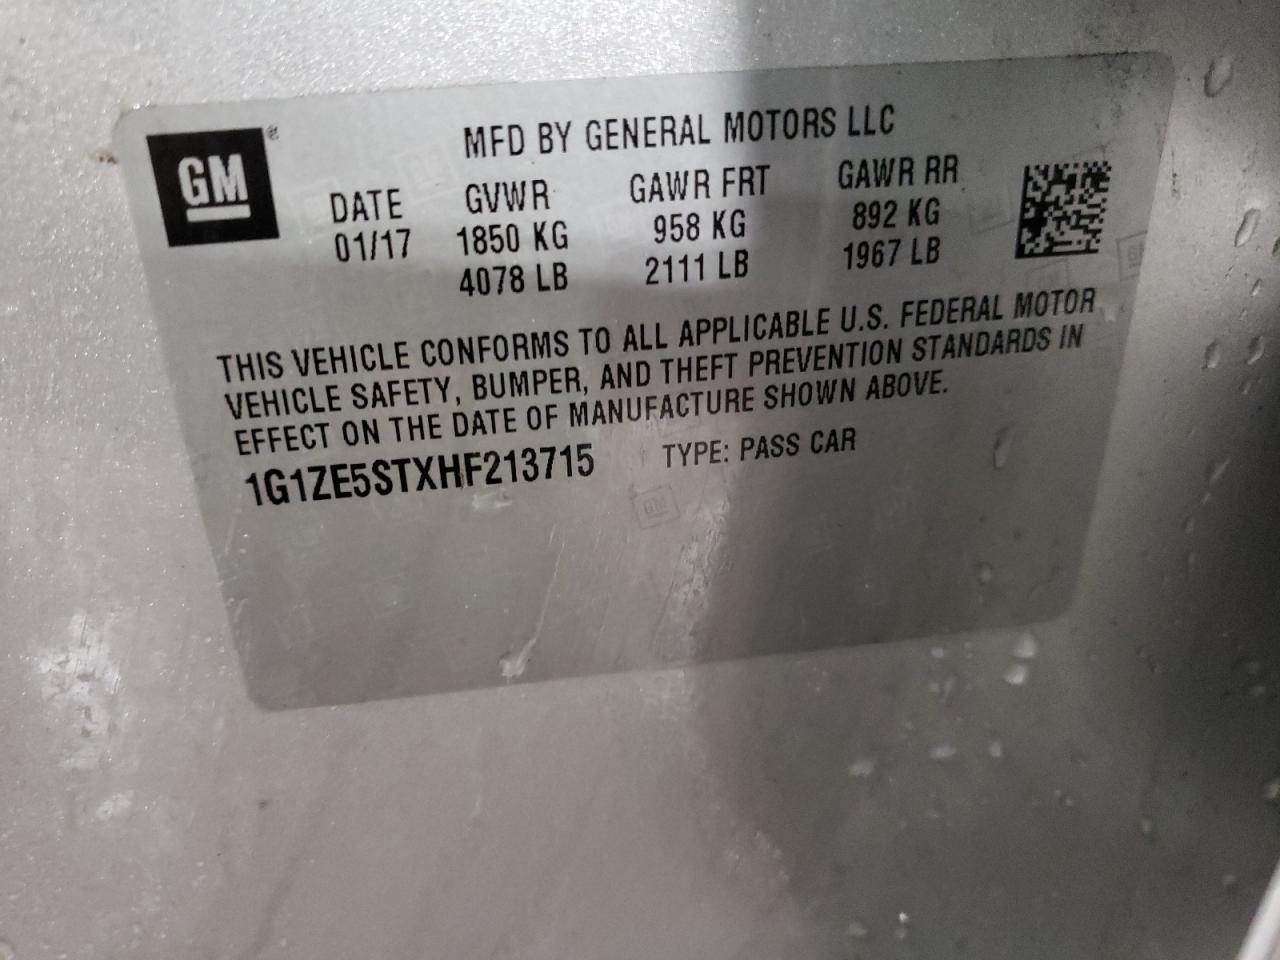 GM®
MFD BY GENERAL MOTORS LLC
DATE GVWR GAWR FRT GAWR RR
01/17 1850 KG 958 KG 892 KG
4078 LB 2111 LB 1967 LB
THIS VEHICLE CONFORMS TO ALL APPLICABLE U.S. FEDERAL MOTOR
VEHICLE SAFETY, BUMPER, AND THEFT PREVENTION STANDARDS IN
EFFECT ON THE DATE OF MANUFACTURE SHOWN ABOVE.
1G1ZE5STXHF213715 TYPE: PASS CAR